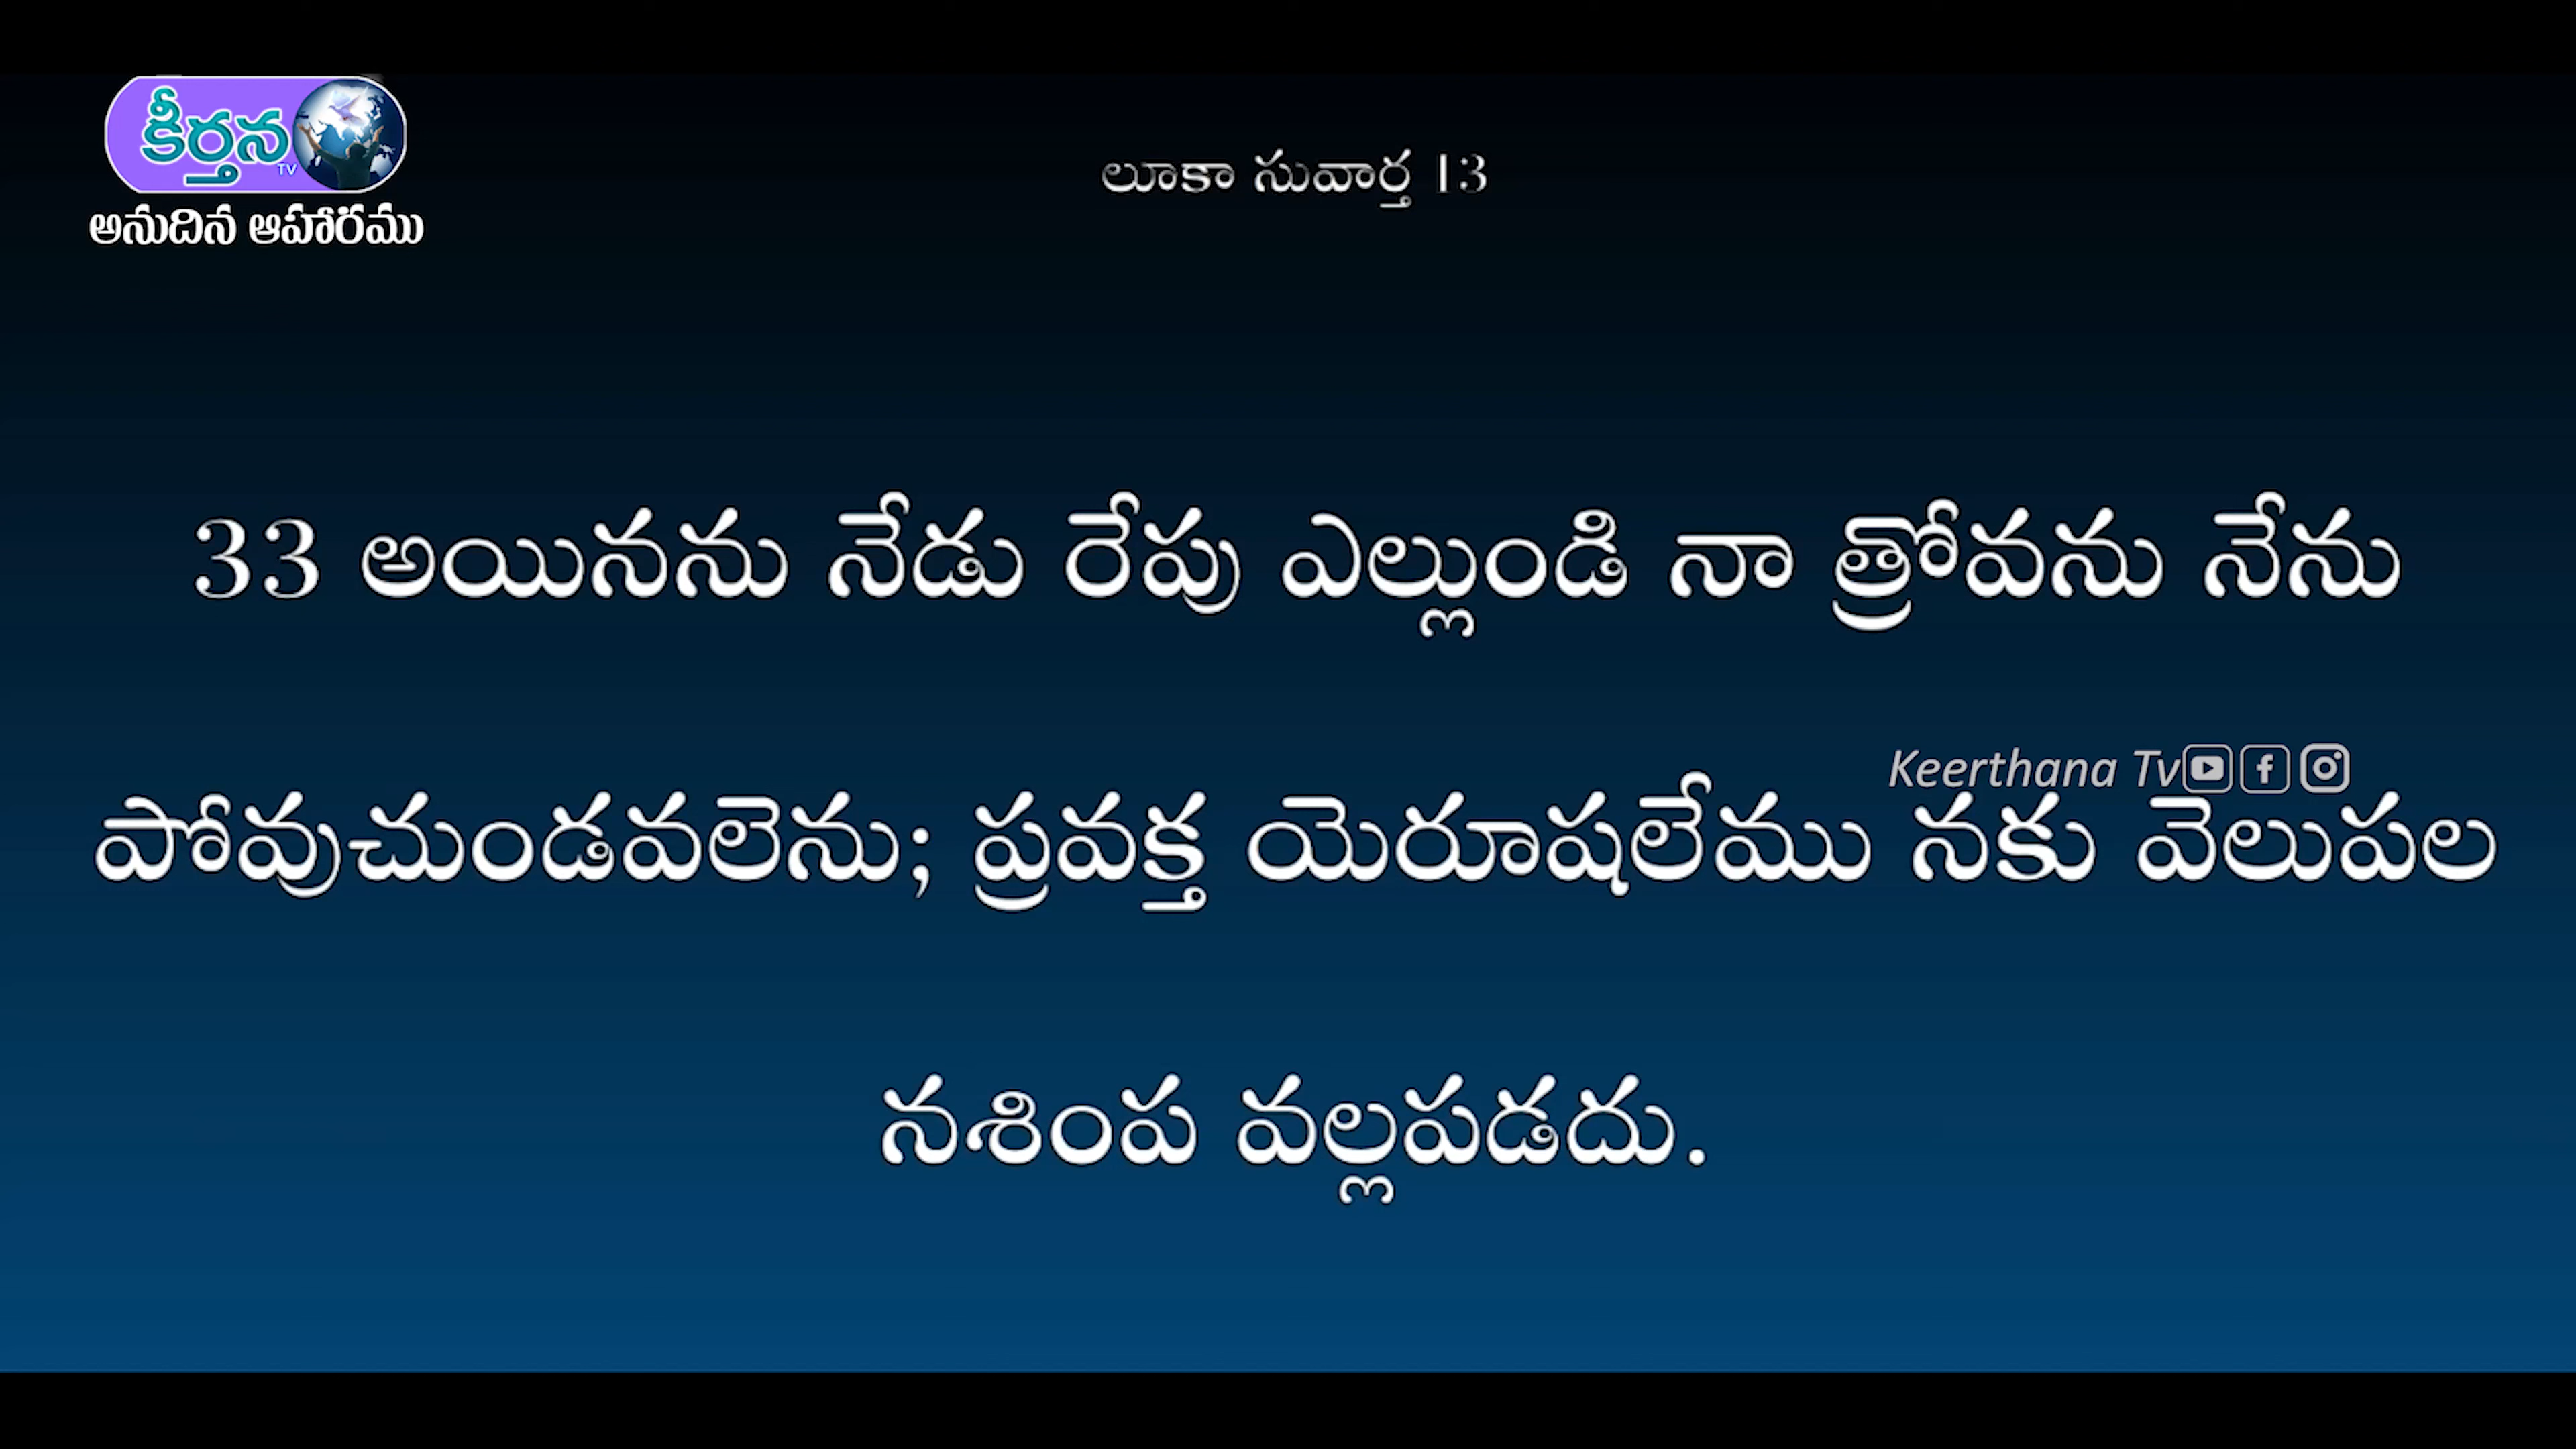 కీర్తన
TV
అనుదిన ఆహారము
లూకా సువార్త 13
33 అయినను నేడు రేపు ఎల్లుండి నా త్రోవను నేను
Keerthana Tv
పోవుచుండవలెను; ప్రవక్త యెరూషలేము నకు వెలుపల
నశింప వల్లపడదు.